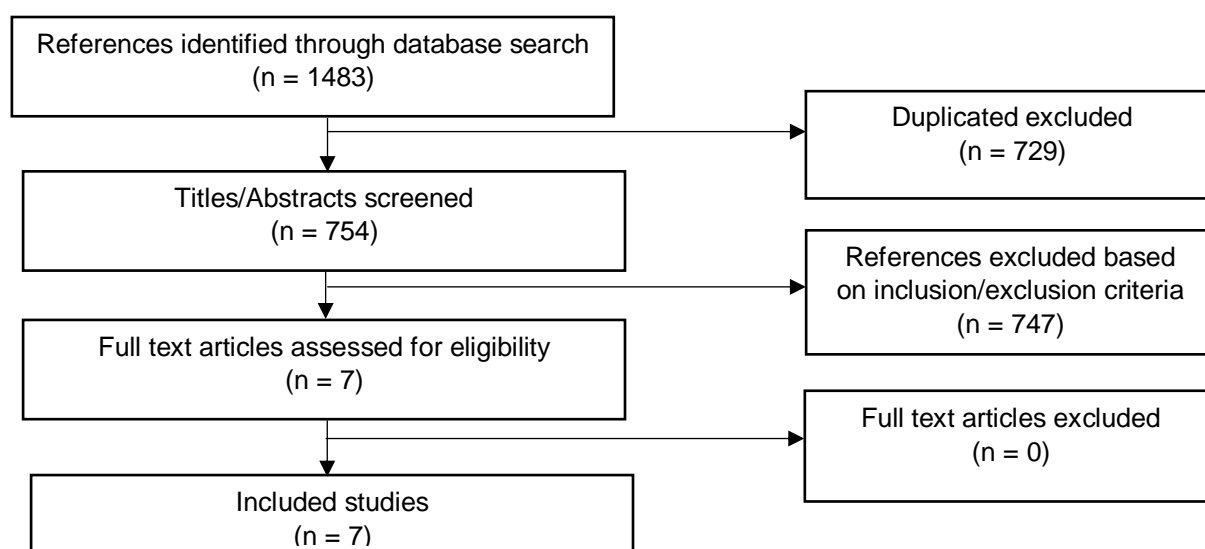 References identified through database search
(n = 1483)
Duplicated excluded
(n = 729)
Titles/Abstracts screened
(n = 754)
References excluded based
on inclusion/exclusion criteria
(n = 747)
Full text articles assessed for eligibility
(n = 7)
Full text articles excluded
(n = 0)
Included studies
(n = 7)